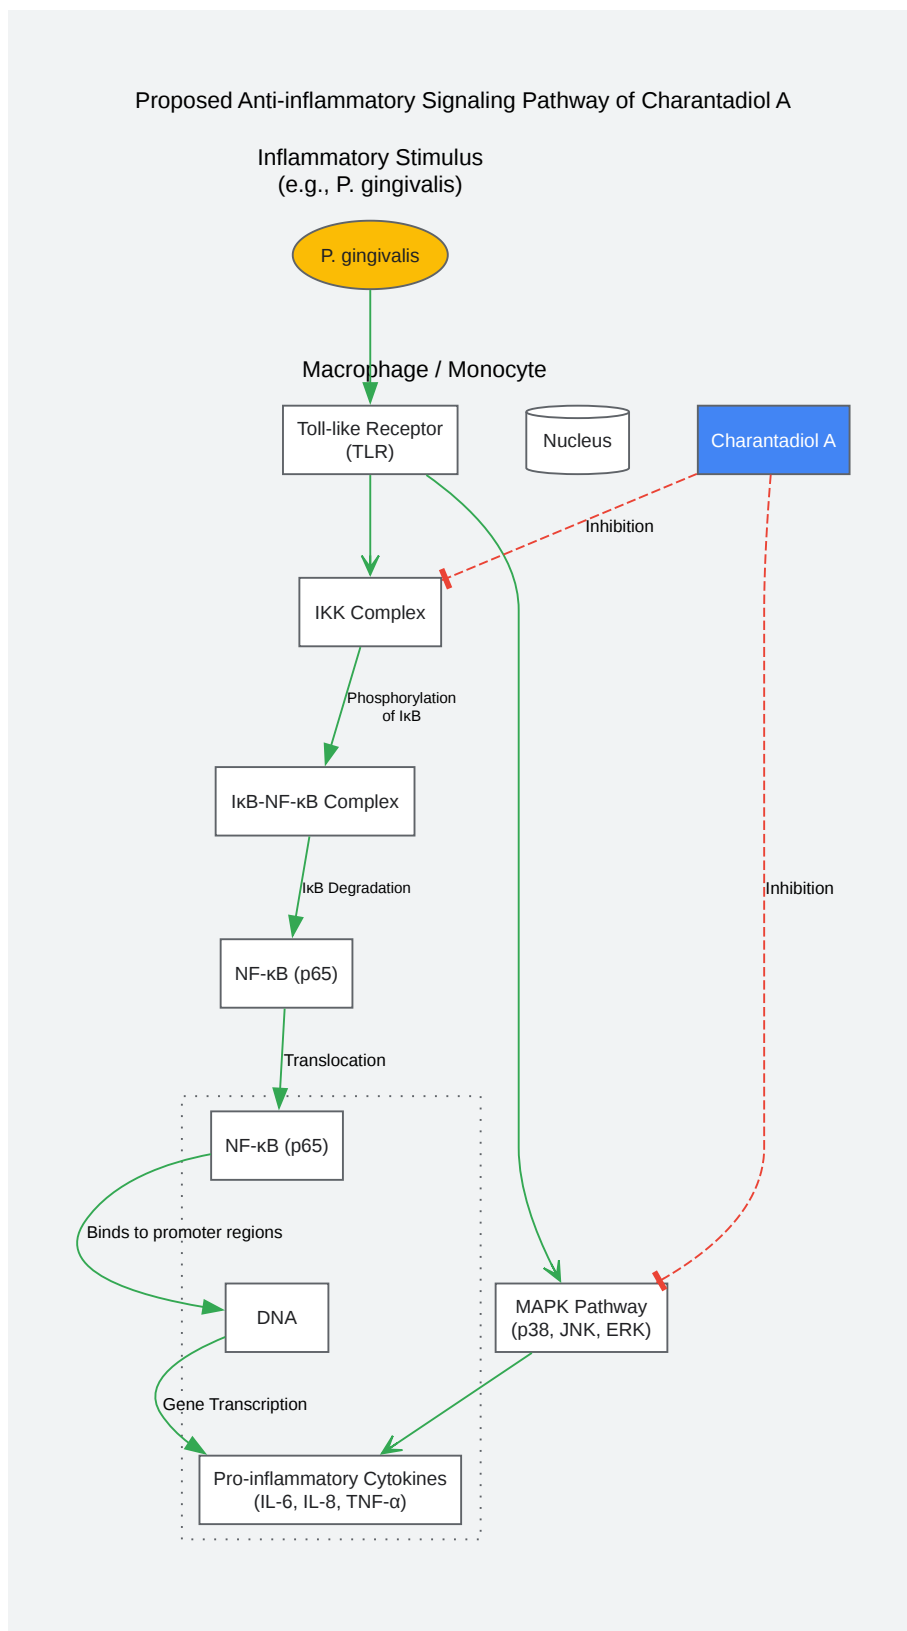 Proposed Anti-inflammatory Signaling Pathway of Charantadiol A
Inflammatory Stimulus
(e.g., P. gingivalis)
P. gingivalis
Macrophage / Monocyte
Toll-like Receptor
(TLR)
Nucleus
Charantadiol A
Inhibition
IKK Complex
Phosphorylation
of IκB
IκB-NF-κB Complex
IκB Degradation
Inhibition
NF-κB (p65)
Translocation
NF-κB (p65)
Binds to promoter regions
DNA
MAPK Pathway
(p38, JNK, ERK)
Gene Transcription
Pro-inflammatory Cytokines
(IL-6, IL-8, TNF-α)